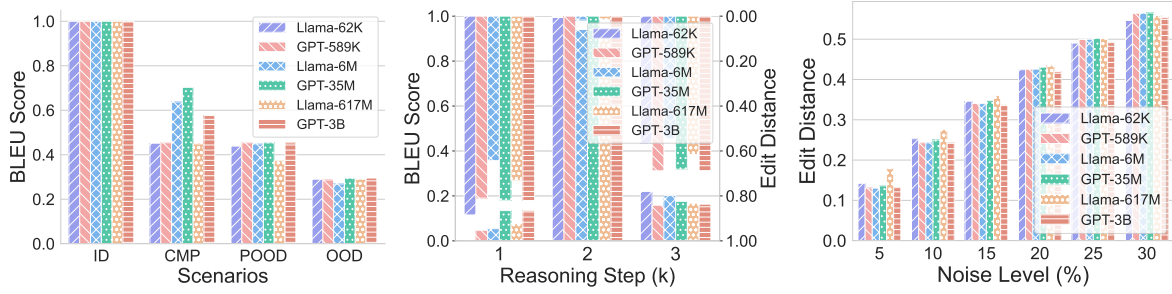 BLEU Score
1.0
0.8
0.6
0.4
0.2
0.0
ID
CMP
POOD
OOD
Scenarios
Llama-62K
GPT-589K
Llama-6M
GPT-35M
Llama-617M
GPT-3B
BLEU Score
1.0
0.8
0.6
0.4
0.2
0.0
1
2
3
Reasoning Step (k)
Llama-62K
GPT-589K
Llama-6M
GPT-35M
Llama-617M
GPT-3B
0.00
0.20
0.40
0.60
0.80
1.00
Edit Distance
Edit Distance
0.5
0.4
0.3
0.2
0.1
0.0
5
10
15
20
25
30
Noise Level (%)
Llama-62K
GPT-589K
Llama-6M
GPT-35M
Llama-617M
GPT-3B